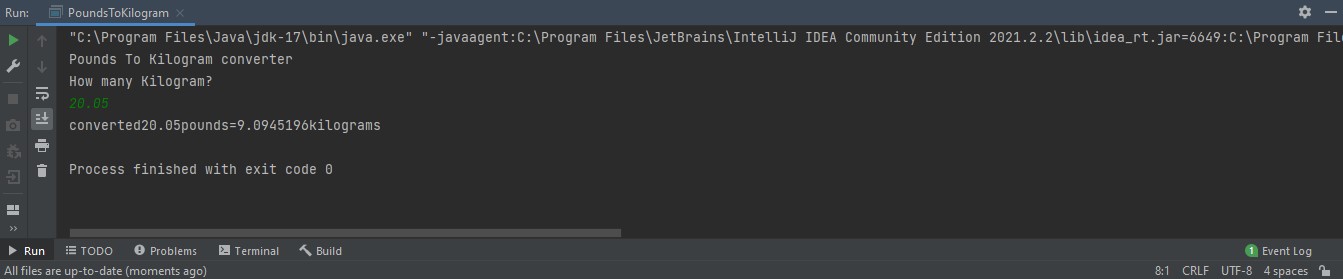 Run: PoundsToKilogram
"C:\Program Files\Java\jdk-17\bin\java.exe" "-javaagent:C:\Program Files\JetBrains\IntelliJ IDEA Community Edition 2021.2.2\lib\idea_rt.jar=6649:C:\Program File
Pounds To Kilogram converter
How many Kilogram?
20.05
converted20.05pounds=9.0945196kilograms
Process finished with exit code 0
Run TODO Problems Terminal Build 1 Event Log
All files are up-to-date (moments ago) 8:1 CRLF UTF-8 4 spaces